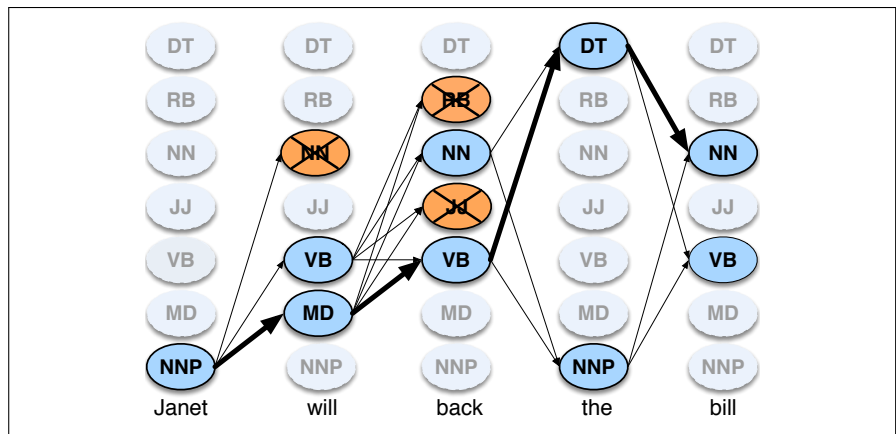 DT DT DT DT DT
RB RB RB RB RB
NN NN NN NN NN
JJ JJ JJ JJ JJ
VB VB VB VB VB
MD MD MD MD MD
NNP NNP NNP NNP NNP
Janet will back the bill